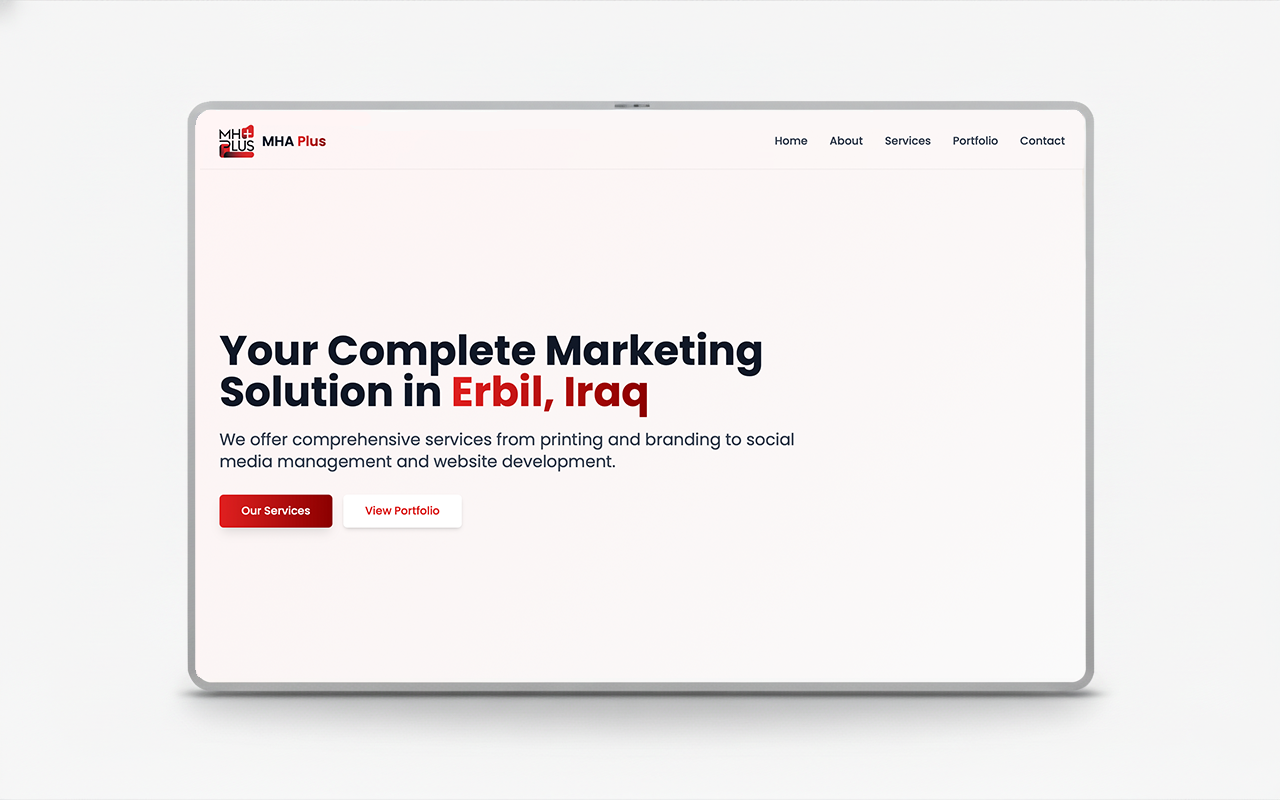 MH+
PLUS
MHA Plus
Home
About
Services
Portfolio
Contact
Your Complete Marketing
Solution in Erbil, Iraq
We offer comprehensive services from printing and branding to social
media management and website development.
Our Services
View Portfolio